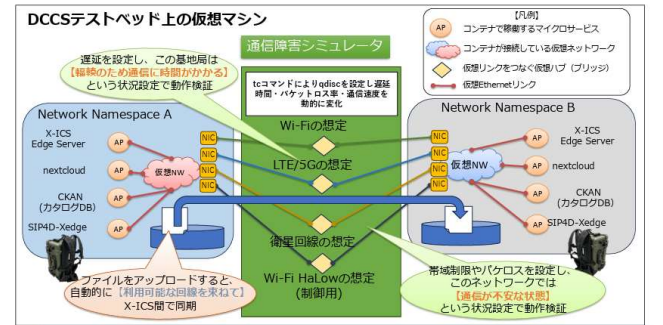 DCCSテストベッド上の仮想マシン
【凡例】
AP
コンテナで稼働するマイクロサービス
コンテナが接続している仮想ネットワーク
仮想リンクをつなぐ仮想ハブ（ブリッジ）
仮想Ethernetリンク
通信障害シミュレータ
遅延を設定し、この基地局は
【輻輳のため通信に時間がかかる】
という状況設定で動作検証
tcコマンドによりqdiscを設定し遅延
時間・パケットロス率・通信速度を
動的に変化
Network Namespace A
X-ICS
Edge Server
AP
nextcloud
AP
CKAN
(カタログDB)
AP
SIP4D-Xedge
AP
仮想NW
NIC
NIC
NIC
NIC
Wi-Fiの想定
LTE/5Gの想定
衛星回線の想定
Wi-Fi HaLowの想定
(制御用)
Network Namespace B
NIC
NIC
NIC
NIC
仮想NW
AP
X-ICS
Edge Server
AP
nextcloud
AP
CKAN
(カタログDB)
AP
SIP4D-Xedge
ファイルをアップロードすると、
自動的に【利用可能な回線を束ねて】
X-ICS間で同期
帯域制限やパケロスを設定し、
このネットワークでは
【通信が不安な状態】
という状況設定で動作検証